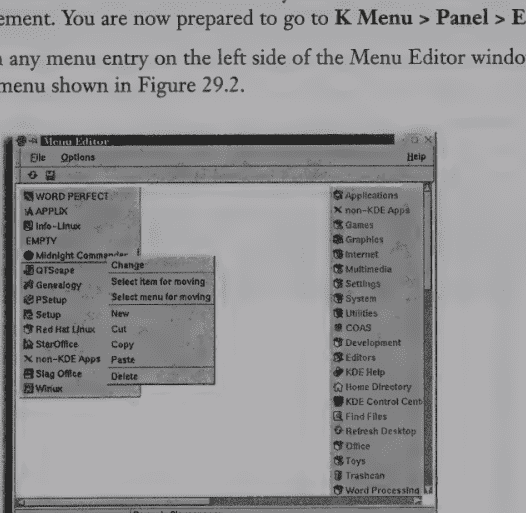 ement. You are now prepared to go to K Menu > Panel > E
any menu entry on the left side of the Menu Editor windo
menu shown in Figure 29.2.
Menu Editor
File Options Help
WORD PERFECT
APPLIX
Info-Linux
EMPTY
Midnight Commander
QTScape
Genealogy
PSetup
Setup
Red Hat Linux
StarOffice
non-KDE Apps
Slag Office
Winux
Change
Select item for moving
Select menu for moving
New
Cut
Copy
Paste
Delete
Applications
non-KDE Apps
Games
Graphics
Internet
Multimedia
Settings
System
Utilities
COAS
Development
Editors
KDE Help
Home Directory
KDE Control Cent
Find Files
Refresh Desktop
Office
Toys
Trashcan
Word Processing